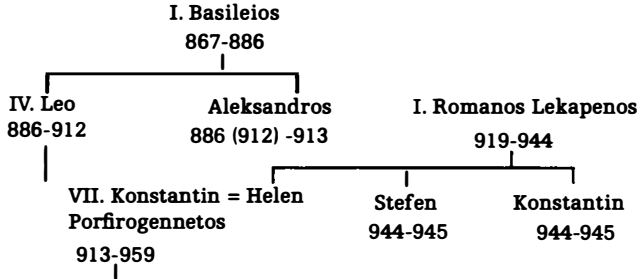 I. Basileios
867-886
IV. Leo
886-912
Aleksandros
886 (912) -913
I. Romanos Lekapenos
919-944
VII. Konstantin = Helen
Porfirogennetos
913-959
Stefen
944-945
Konstantin
944-945